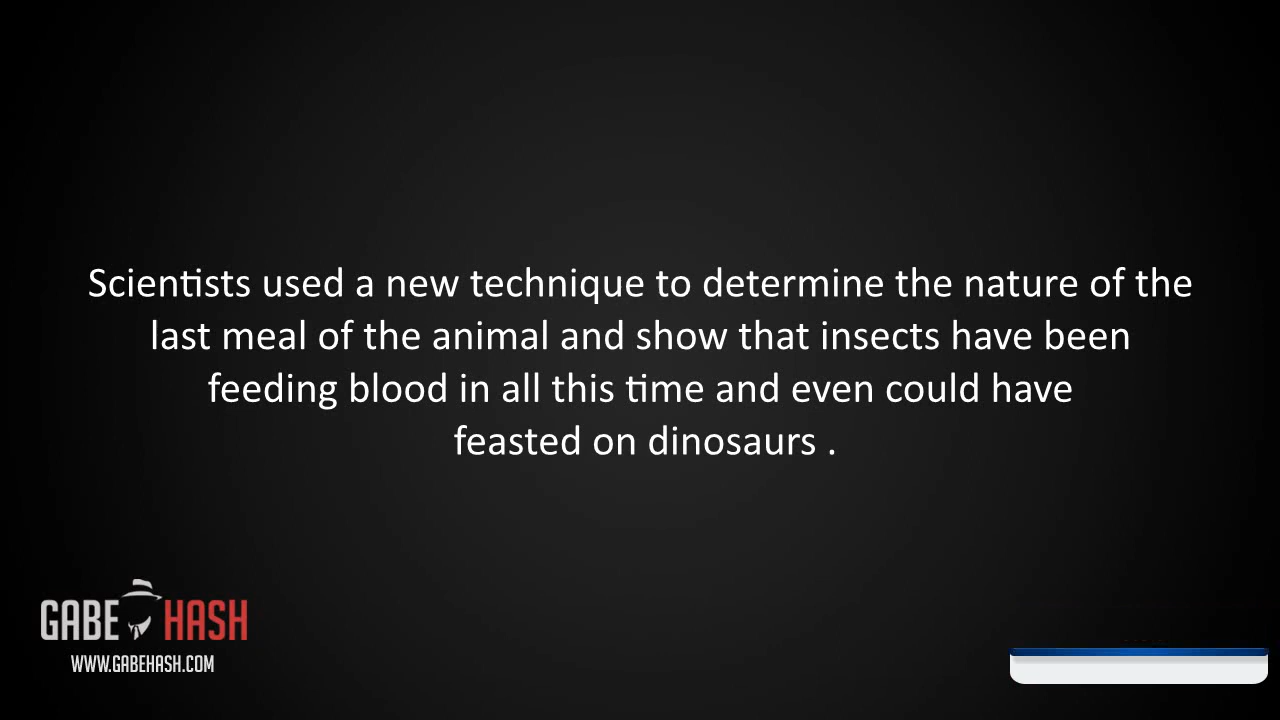 Scientists used a new technique to determine the nature of the
last meal of the animal and show that insects have been
feeding blood in all this time and even could have
feasted on dinosaurs .
GABE HASH
WWW.GABEHASH.COM